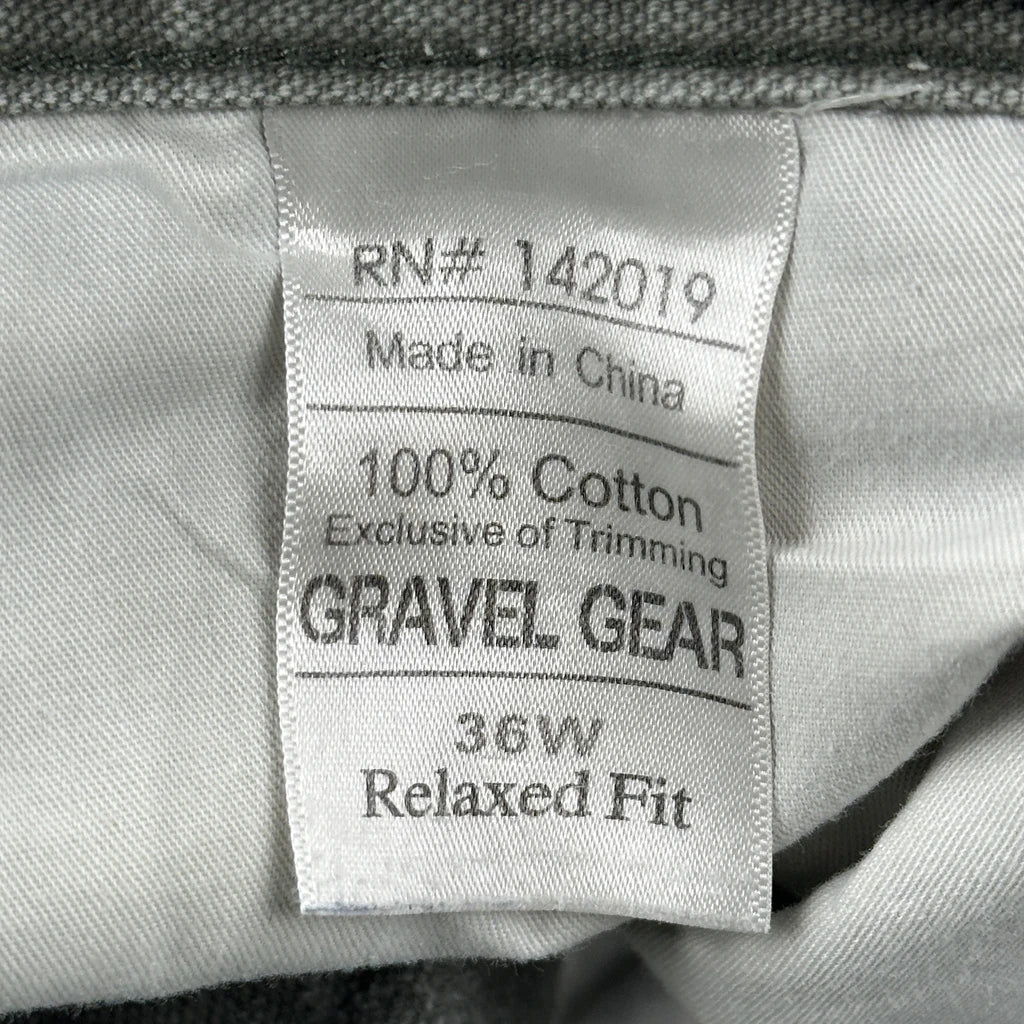 RN# 142019
Made in China
100% Cotton
Exclusive of Trimming
GRAVEL GEAR
36W
Relaxed Fit